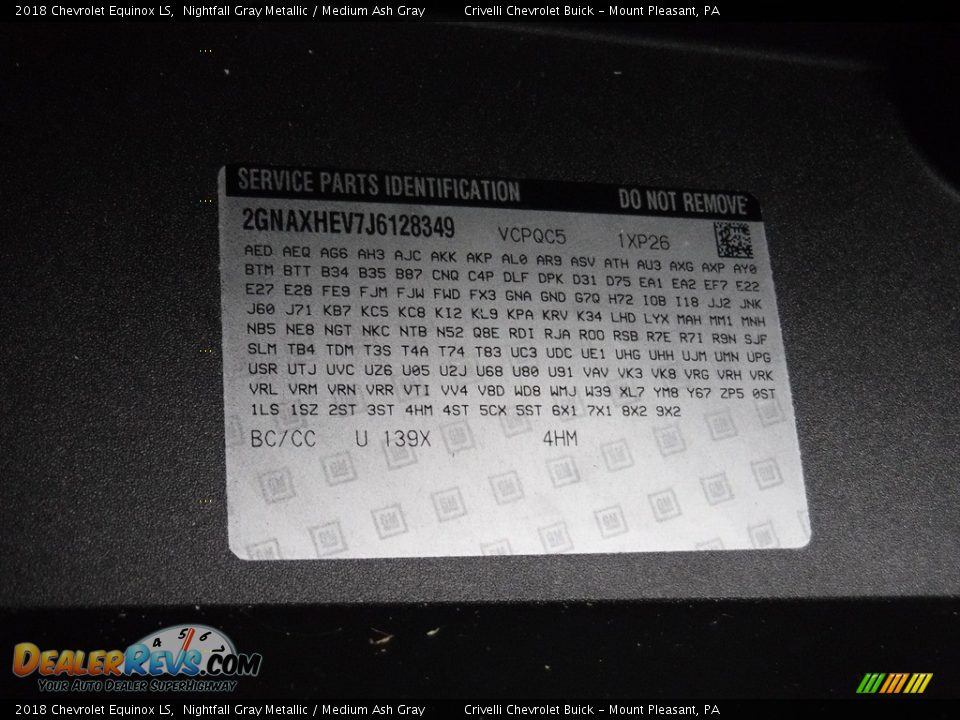 2018 Chevrolet Equinox LS, Nightfall Gray Metallic / Medium Ash Gray Crivelli Chevrolet Buick - Mount Pleasant, PA
SERVICE PARTS IDENTIFICATION DO NOT REMOVE
2GNAXHEV7J6128349 VCPQC5 1XP26
AED AEQ AG6 AH3 AJC AKK AKP AL0 AR9 ASV ATH AU3 AXG AXP AY0
BTM BTT B34 B35 B87 CNQ C4P DLF DPK D31 D75 EA1 EA2 EF7 E22
E27 E28 FE9 FJM FJW FWD FX3 GNA GND G7Q H72 IOB I18 JJ2 JNK
J60 J71 KB7 KC5 KC8 KI2 KL9 KPA KRV K34 LHD LYX MAH MM1 MNH
NB5 NE8 NGT NKC NTB N52 Q8E RDI RJA ROO RSB R7E R7I R9N SJF
SLM TB4 TDM T3S T4A T74 T83 UC3 UDC UE1 UHG UHH UJM UMN UPG
USR UTJ UVC UZ6 U05 U2J U68 U80 U91 VAV VK3 VK8 VRG VRH VRK
VRL VRM VRN VRR VTI VV4 V8D WD8 WMJ W39 XL7 YM8 Y67 ZP5 0ST
1LS 1SZ 2ST 3ST 4HM 4ST 5CX 5ST 6X1 7X1 8X2 9X2
BC/CC U 139X 4HM
4 5 6
DEALERREVS.COM
YOUR AUTO DEALER SUPERHIGHWAY
2018 Chevrolet Equinox LS, Nightfall Gray Metallic / Medium Ash Gray Crivelli Chevrolet Buick - Mount Pleasant, PA